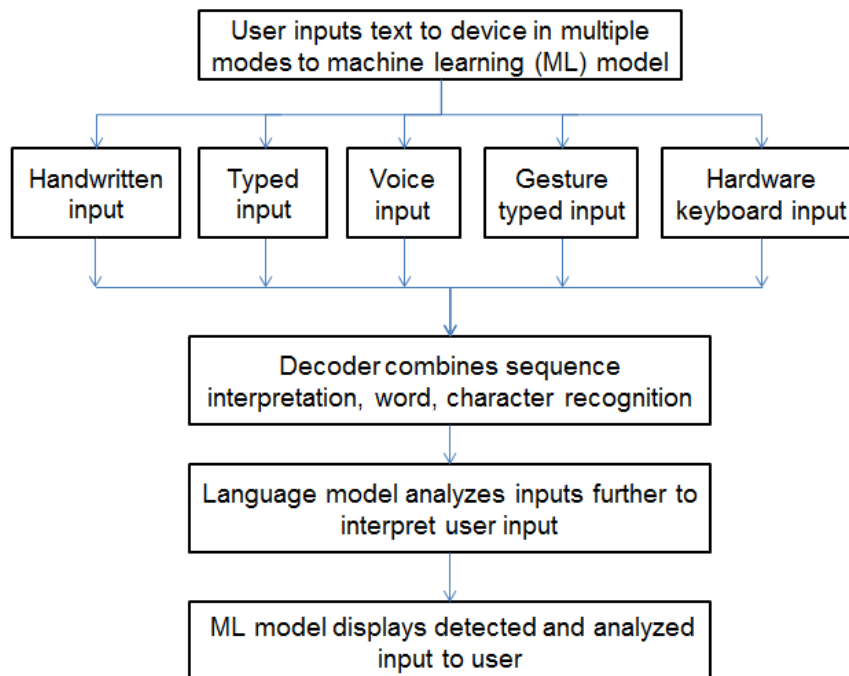 User inputs text to device in multiple
modes to machine learning (ML) model
Handwritten
input
Typed
input
Voice
input
Gesture
typed input
Hardware
keyboard input
Decoder combines sequence
interpretation, word, character recognition
Language model analyzes inputs further to
interpret user input
ML model displays detected and analyzed
input to user